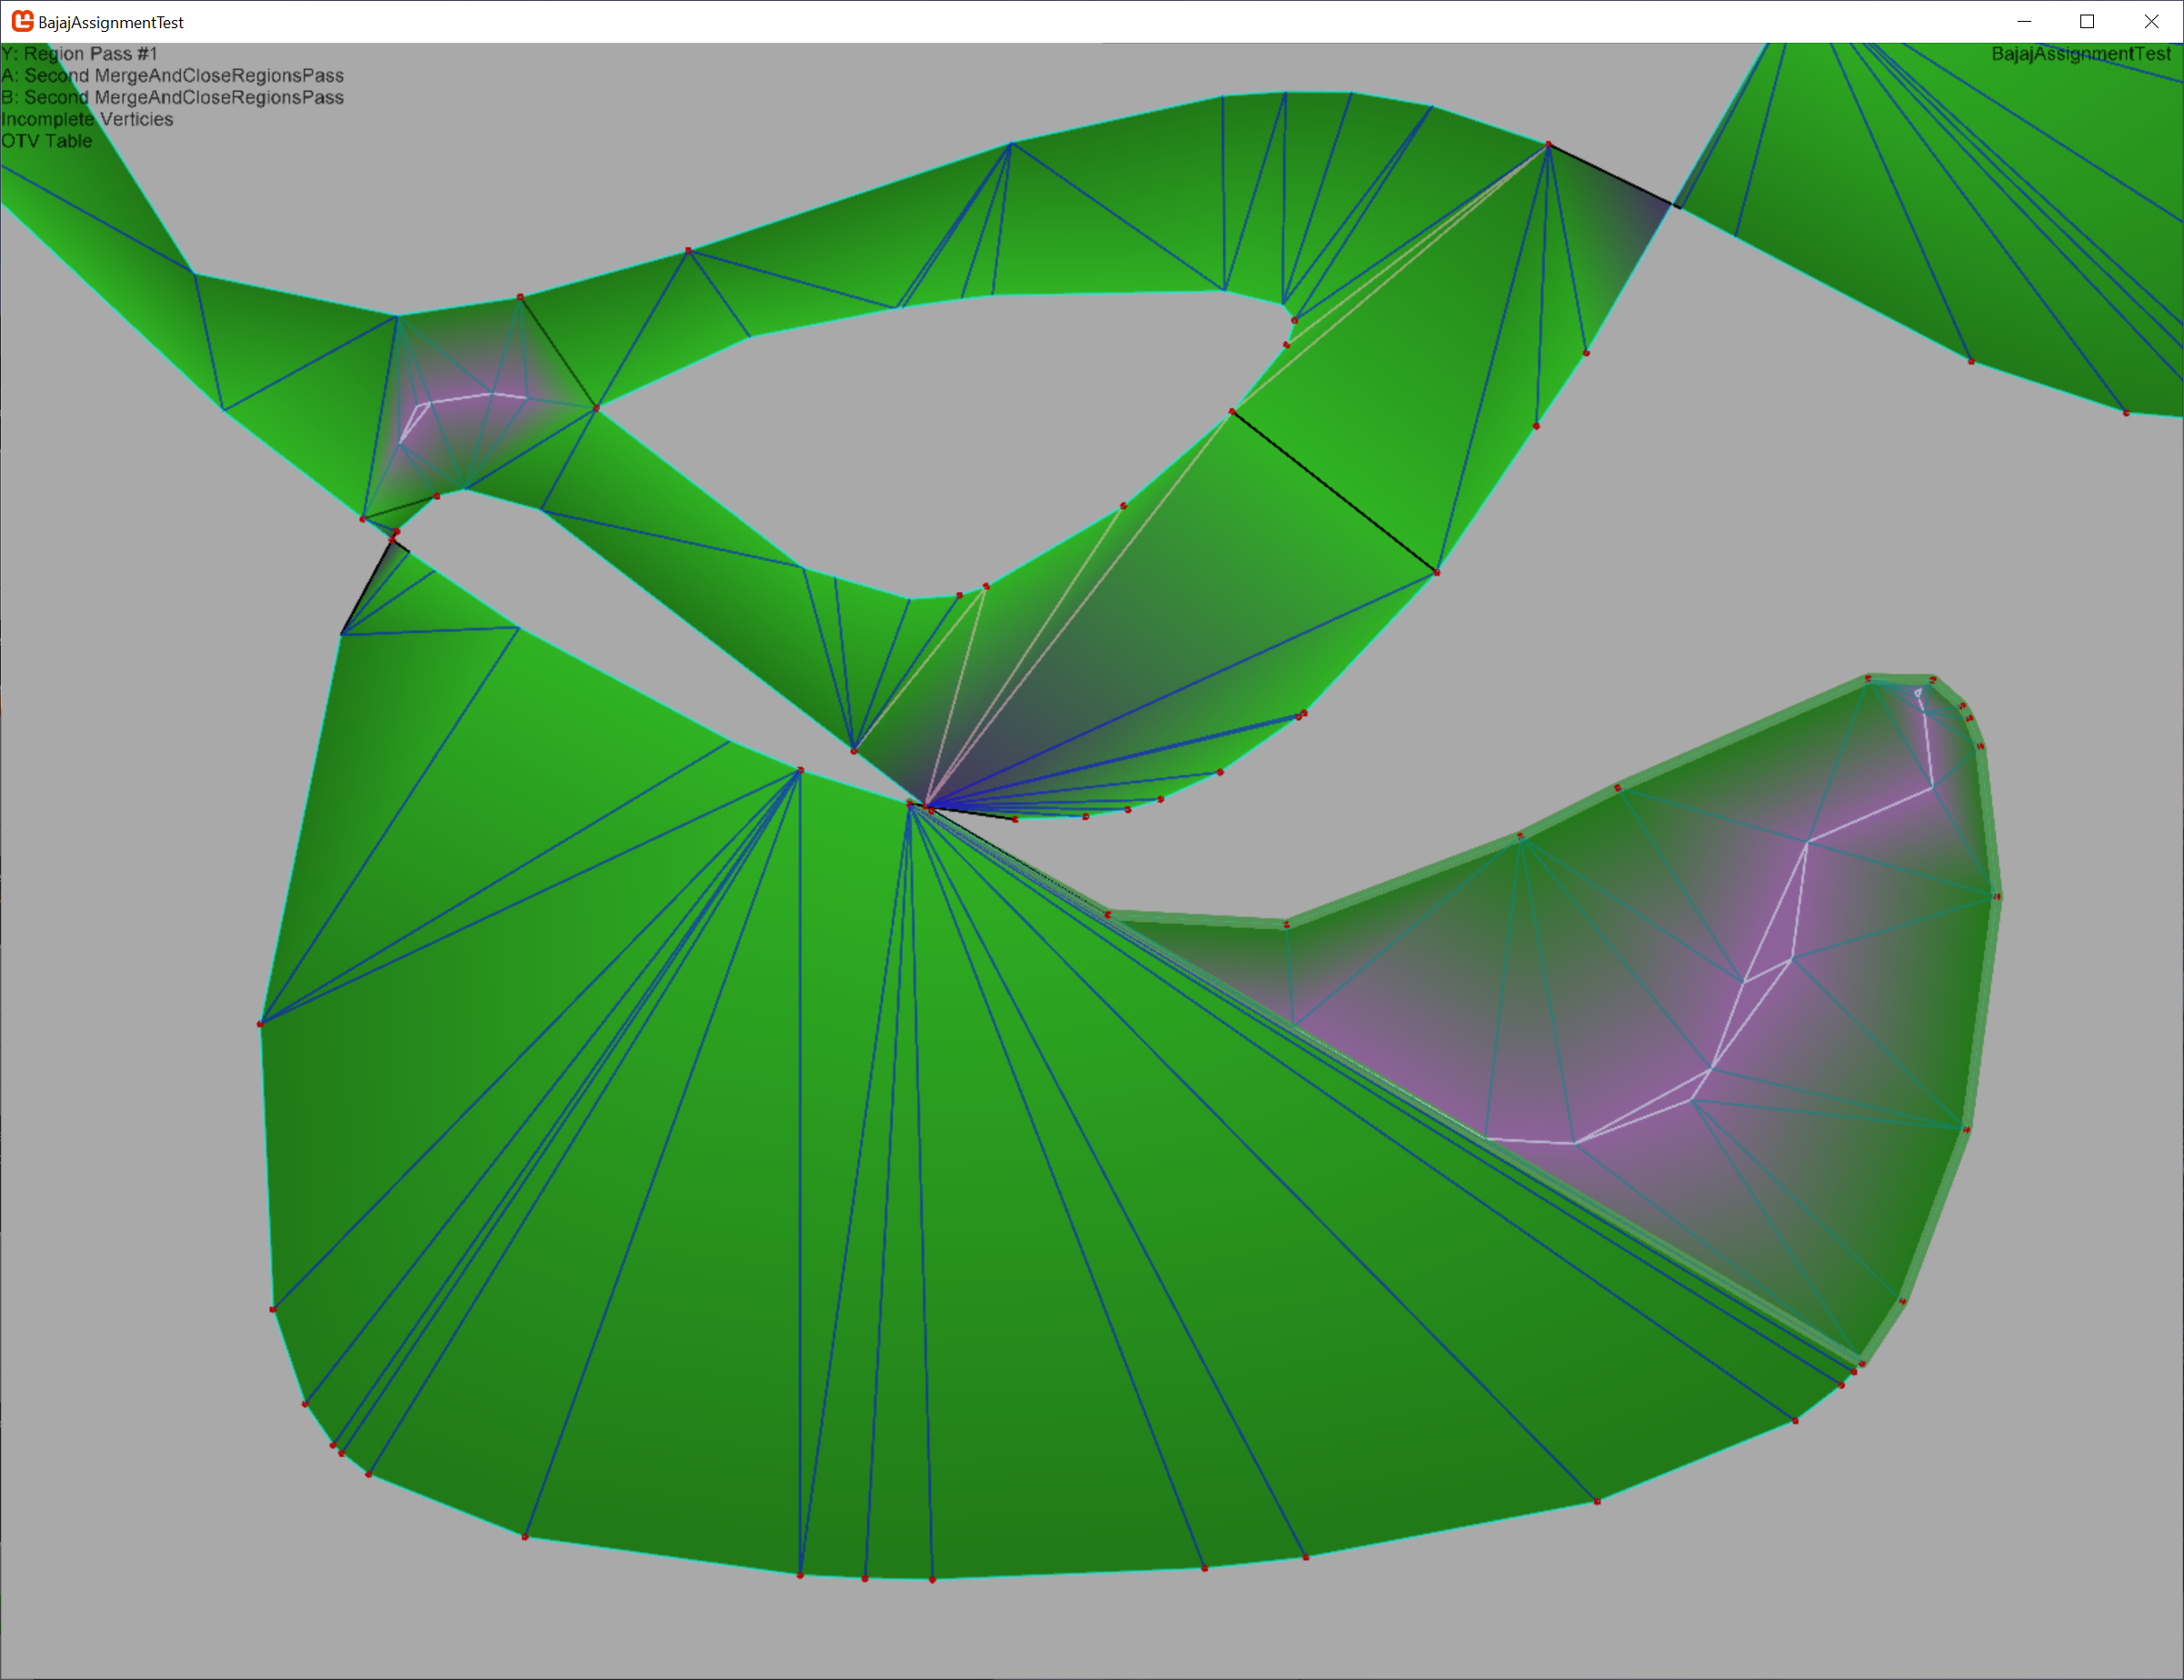 BajajAssignmentTest
Y: Region Pass #1
BajajAssignmentTest
A: Second MergeAndCloseRegionsPass
B: Second MergeAndCloseRegionsPass
Incomplete Verticies
OTV Table